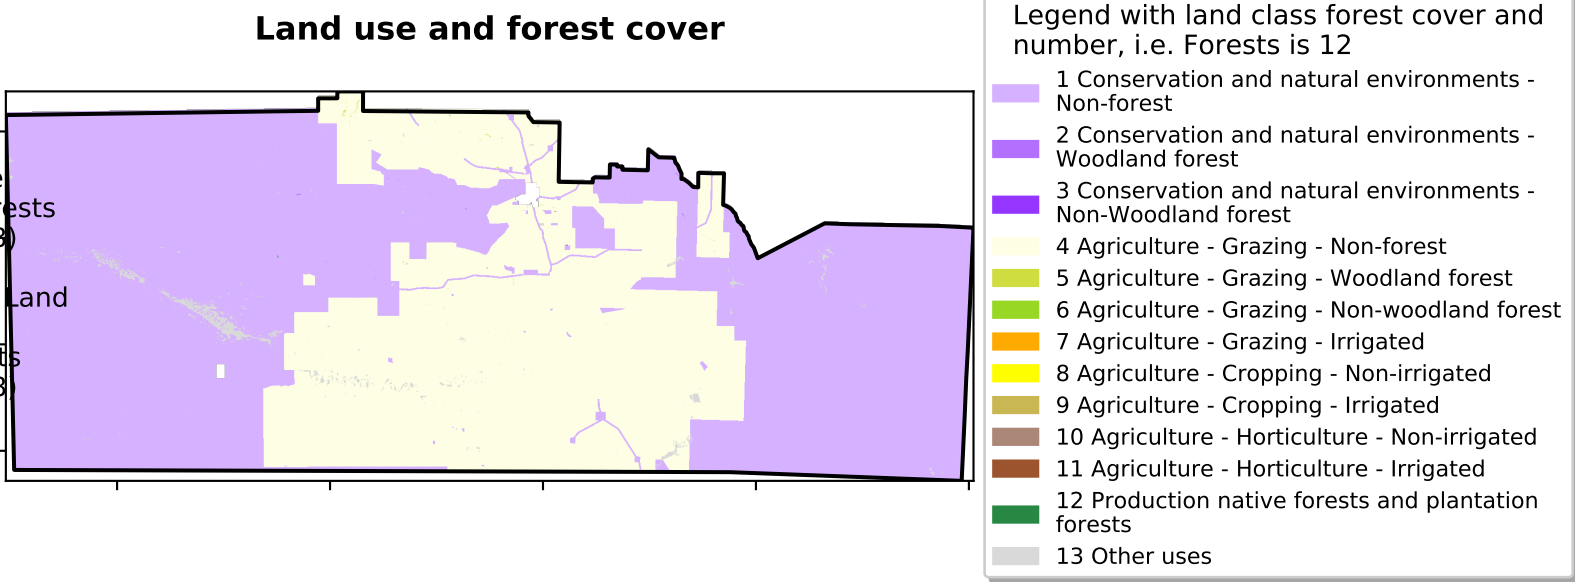 Land use and forest cover
ests
Land
Legend with land class forest cover and
number, i.e. Forests is 12
1 Conservation and natural environments -
Non-forest
2 Conservation and natural environments -
Woodland forest
3 Conservation and natural environments -
Non-Woodland forest
4 Agriculture - Grazing - Non-forest
5 Agriculture - Grazing - Woodland forest
6 Agriculture - Grazing - Non-woodland forest
7 Agriculture - Grazing - Irrigated
8 Agriculture - Cropping - Non-irrigated
9 Agriculture - Cropping - Irrigated
10 Agriculture - Horticulture - Non-irrigated
11 Agriculture - Horticulture - Irrigated
12 Production native forests and plantation
forests
13 Other uses